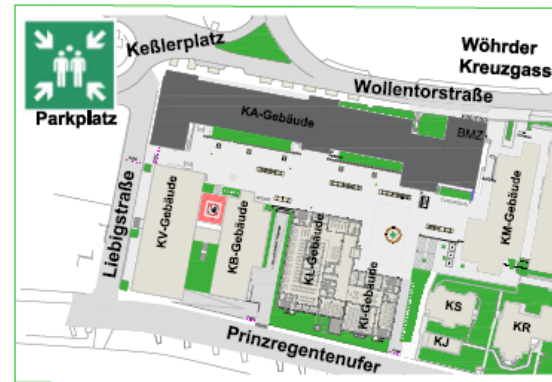 Keßlerplatz
Wöhrder
Kreuzgass
Parkplatz
Wollentorstraße
KA-Gebäude
BMZ
Liebigstraße
KV-Gebäude
KB-Gebäude
KL-Gebäude
KI-Gebäude
KM-Gebäude
KS
KR
KJ
Prinzregentenufer